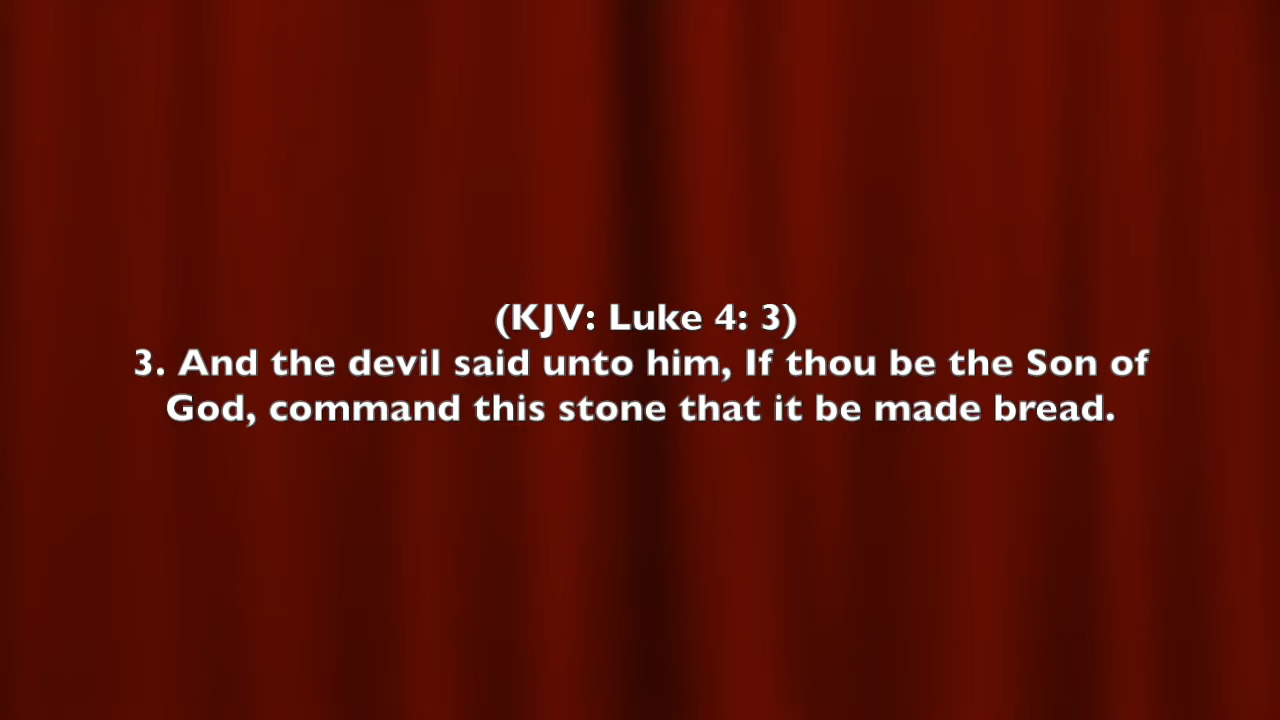 (KJV: Luke 4: 3)
3. And the devil said unto him, If thou be the Son of
God, command this stone that it be made bread.